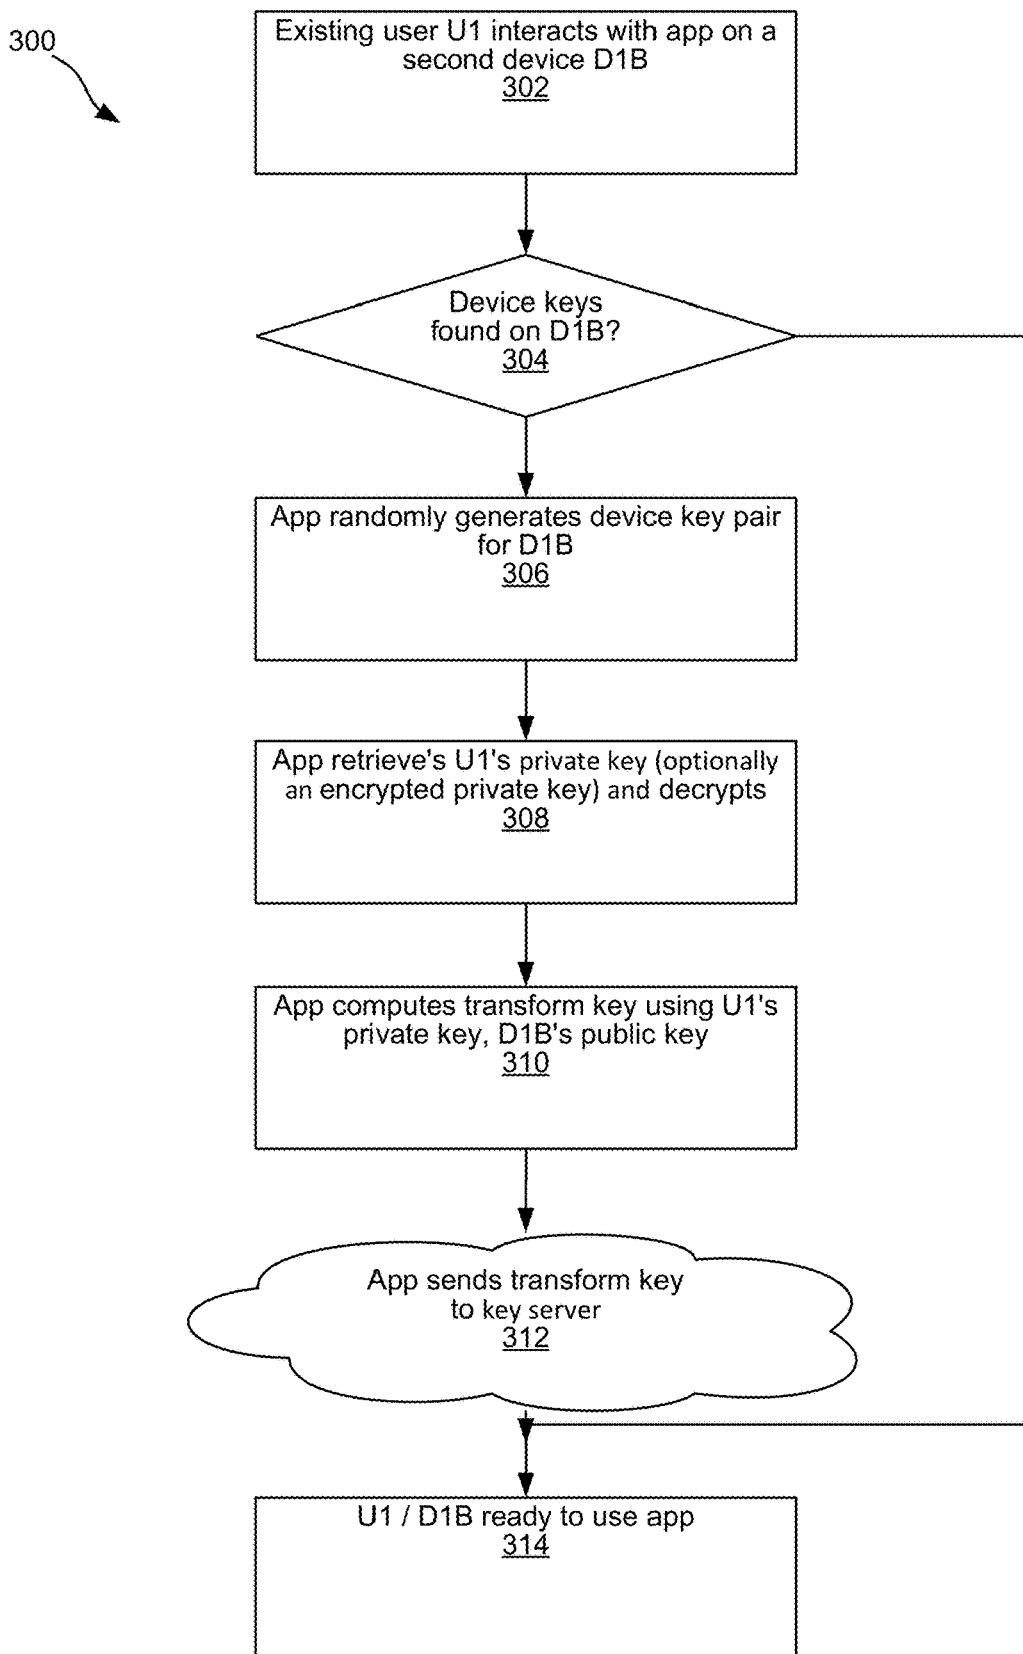 300
Existing user U1 interacts with app on a
second device D1B
302
Device keys
found on D1B?
304
App randomly generates device key pair
for D1B
306
App retrieve's U1's private key (optionally
an encrypted private key) and decrypts
308
App computes transform key using U1's
private key, D1B's public key
310
App sends transform key
to key server
312
U1 / D1B ready to use app
314